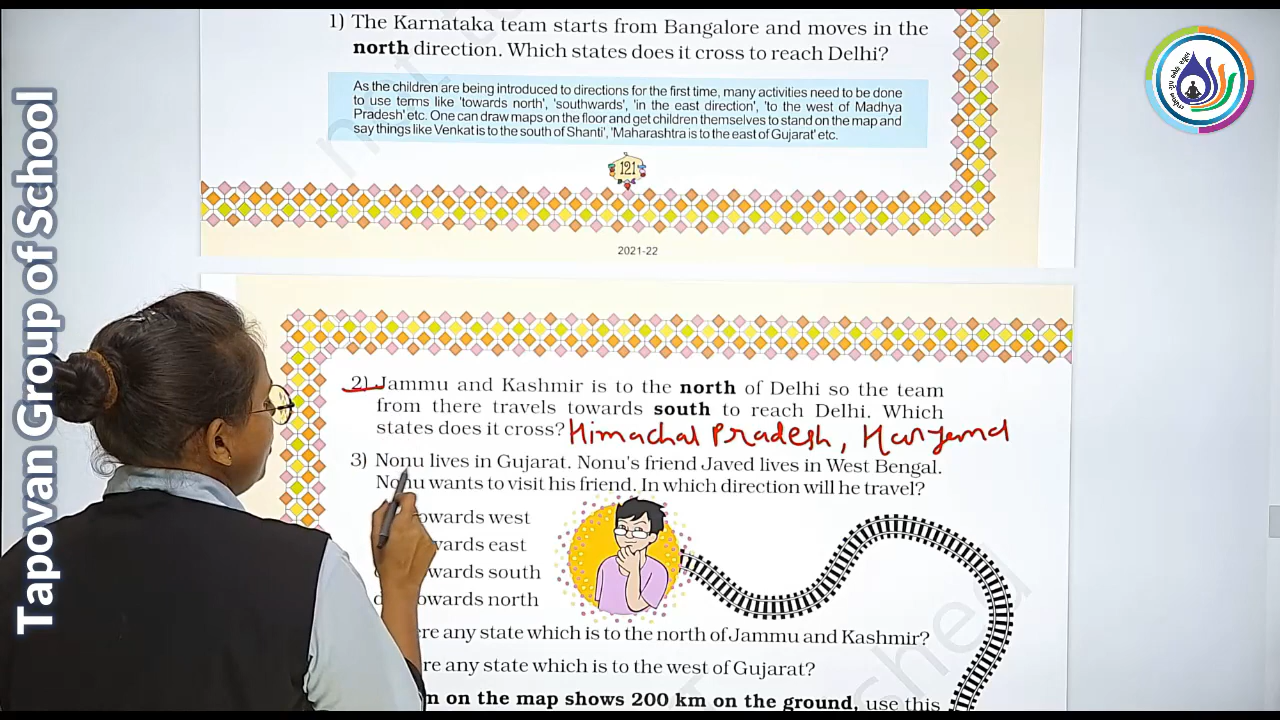 1) The Karnataka team starts from Bangalore and moves in the
north direction. Which states does it cross to reach Delhi?
As the children are being introduced to directions for the first time, many activities need to be done
to use terms like 'towards north', 'southwards', 'in the east direction', 'to the west of Madhya
Pradesh' etc. One can draw maps on the floor and get children themselves to stand on the map and
say things like Venkat is to the south of Shanti', 'Maharashtra is to the east of Gujarat' etc.
121
2021-22
Tapovan Group of School
2) Jammu and Kashmir is to the north of Delhi so the team
from there travels towards south to reach Delhi. Which
states does it cross? Himachal Pradesh, Haryana
3) Nonu lives in Gujarat. Nonu's friend Javed lives in West Bengal.
Nonu wants to visit his friend. In which direction will he travel?
owards west
wards east
wards south
owards north
ere any state which is to the north of Jammu and Kashmir?
re any state which is to the west of Gujarat?
m on the map shows 200 km on the ground, use this